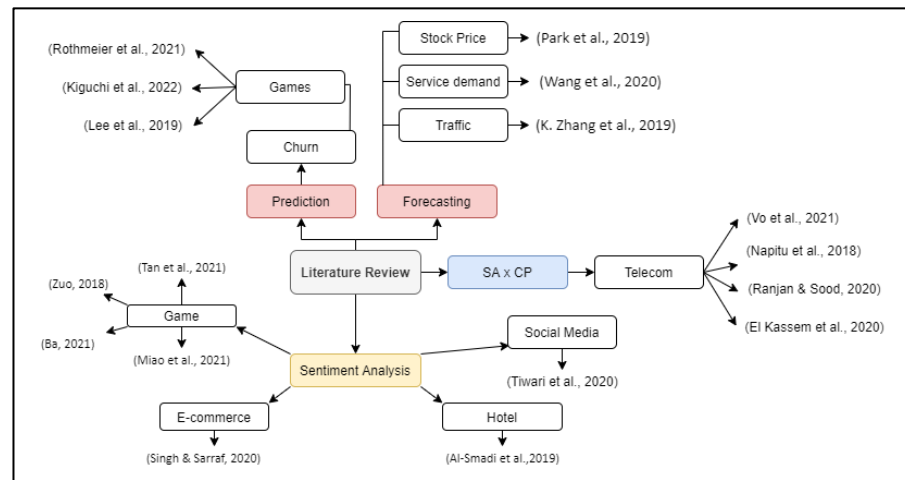 (Rothmeier et al., 2021)
(Kiguchi et al., 2022)
(Lee et al., 2019)
Games
Churn
Prediction
Stock Price
(Park et al., 2019)
Service demand
(Wang et al., 2020)
Traffic
(K. Zhang et al., 2019)
Forecasting
Literature Review
SA x CP
Telecom
(Vo et al., 2021)
(Napitu et al., 2018)
(Ranjan & Sood, 2020)
(El Kassem et al., 2020)
(Tan et al., 2021)
(Zuo, 2018)
Game
(Ba, 2021)
(Miao et al., 2021)
Sentiment Analysis
Social Media
(Tiwari et al., 2020)
E-commerce
(Singh & Sarraf, 2020)
Hotel
(Al-Smadi et al.,2019)